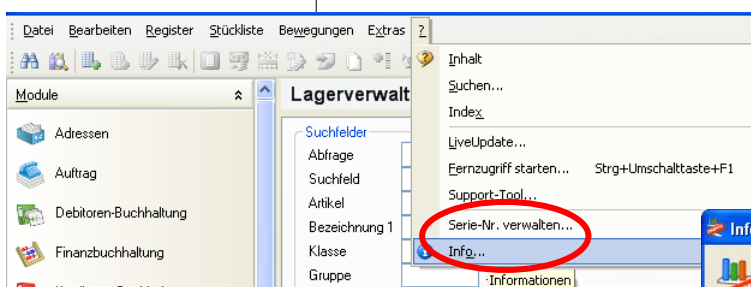 Datei Bearbeiten Register Stückliste Bewegungen Extras ?
Module
Adressen
Auftrag
Debitoren-Buchhaltung
Finanzbuchhaltung
Lagerverwalt
Suchfelder
Abfrage
Suchfeld
Artikel
Bezeichnung 1
Klasse
Gruppe
Inhalt
Suchen...
Index
LiveUpdate...
Fernzugriff starten... Strg+Umschalttaste+F1
Support-Tool...
Serie-Nr. verwalten...
Info...
-Informationen
Inf